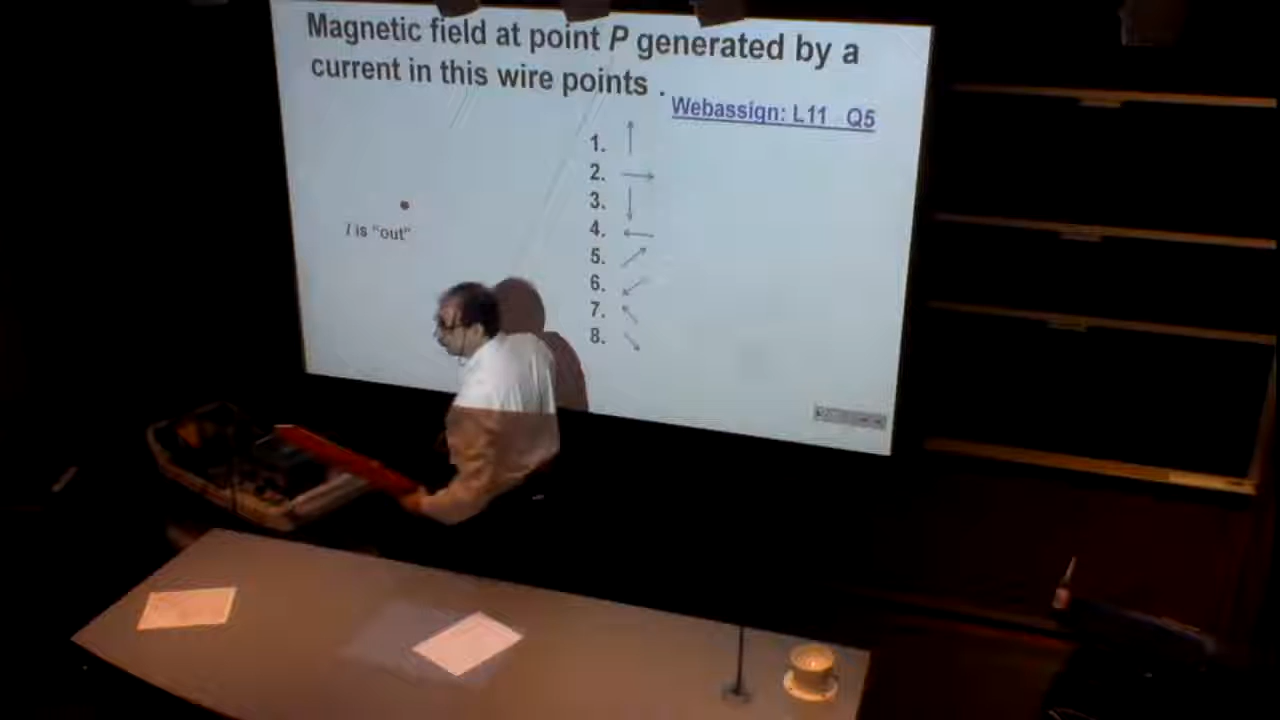 Magnetic field at point P generated by a
current in this wire points .
Webassign: L11 Q5
1.
2.
3.
4.
5.
6.
7.
8.
I is "out"